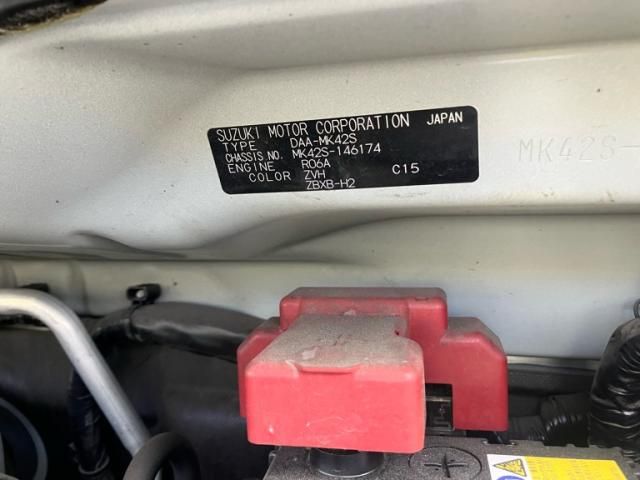 SUZUKI MOTOR CORPORATION JAPAN
TYPE DAA-MK42S
CHASSIS NO. MK42S-146174
ENGINE R06A
COLOR ZVH C15
ZBXB-H2
MK42S-